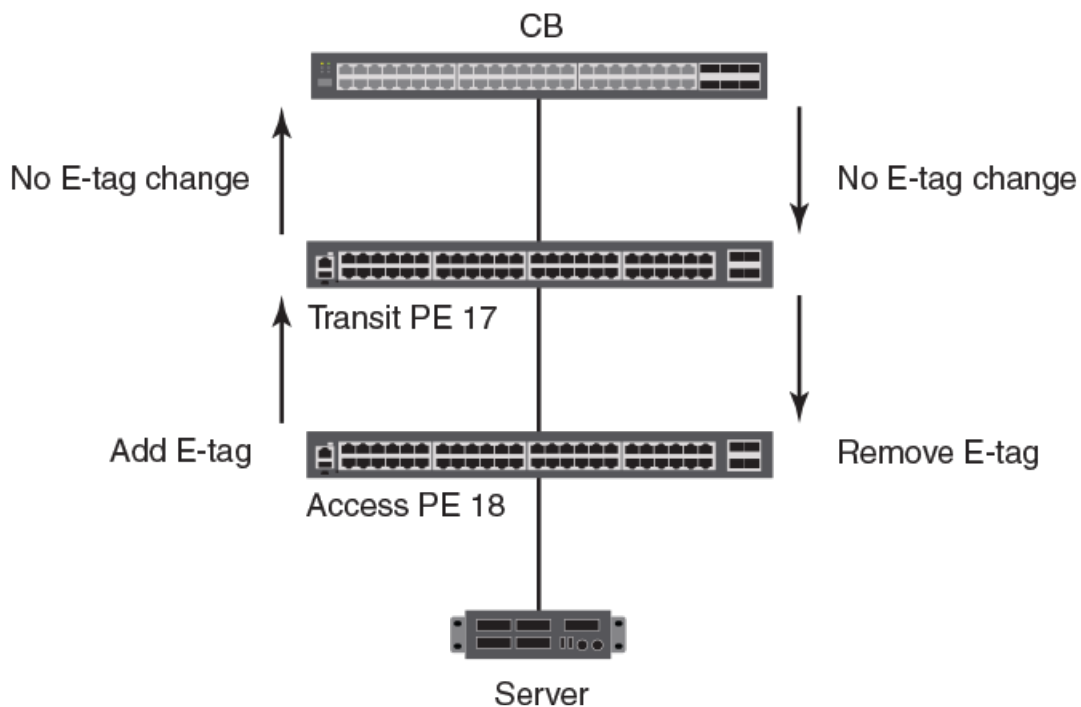 CB
No E-tag change
No E-tag change
Transit PE 17
Add E-tag
Remove E-tag
Access PE 18
Server